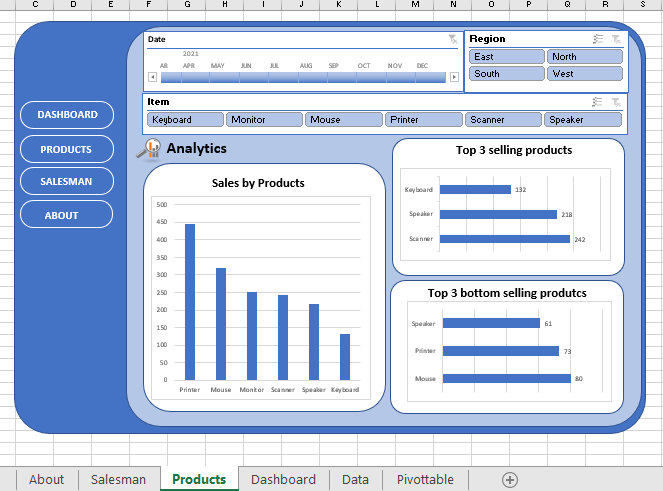 C D E F G H I J K L M N O P Q R S
Date
2021
AR APR MAY JUN JUL AUG SEP OCT NOV DEC
Region
East North
South West
Item
Keyboard Monitor Mouse Printer Scanner Speaker
DASHBOARD
PRODUCTS
SALESMAN
ABOUT
Analytics
Sales by Products
500
450
400
350
300
250
200
150
100
50
0
Printer Mouse Monitor Scanner Speaker Keyboard
Top 3 selling products
Keyboard 132
Speaker 218
Scanner 242
Top 3 bottom selling produtcs
Speaker 61
Printer 73
Mouse 80
About Salesman Products Dashboard Data Pivottable